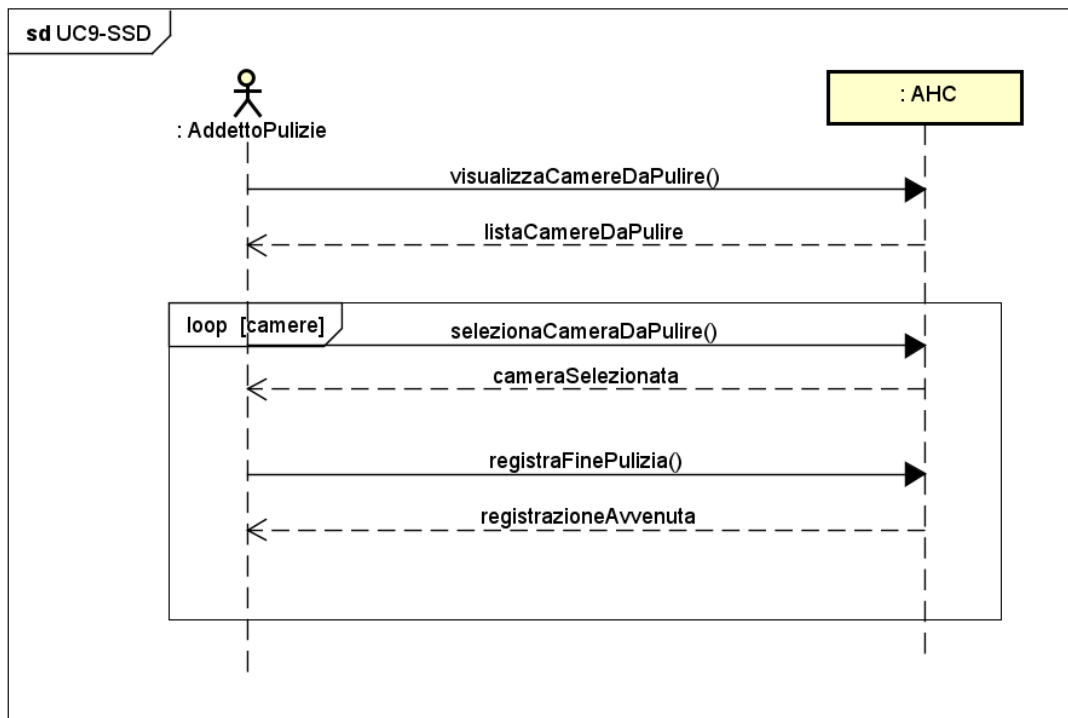 sd UC9-SSD
: AddettoPulizie
: AHC
visualizzaCamereDaPulire()
listaCamereDaPulire
loop [camere]
selezionaCameraDaPulire()
cameraSelezionata
registraFinePulizia()
registrazioneAvvenuta